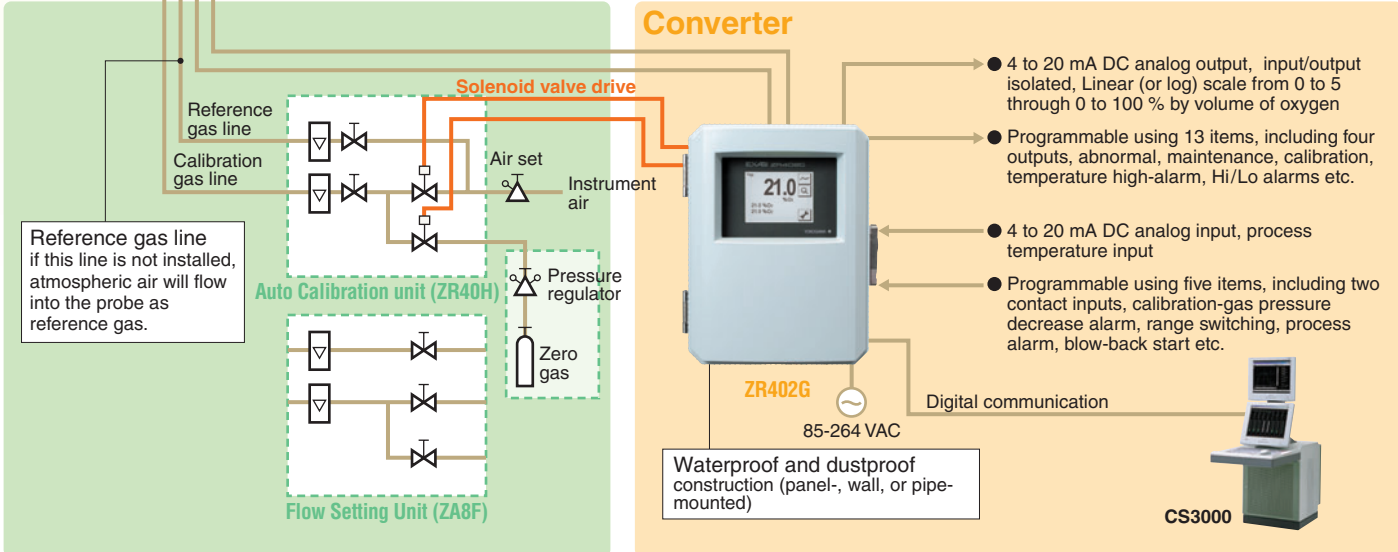 Converter
Solenoid valve drive
Reference
gas line
Calibration
gas line
Air set
Instrument
air
Reference gas line
if this line is not installed,
atmospheric air will flow
into the probe as
reference gas.
Auto Calibration unit (ZR40H)
Pressure
regulator
Zero
gas
Flow Setting Unit (ZA8F)
21.0
● 4 to 20 mA DC analog output, input/output
isolated, Linear (or log) scale from 0 to 5
through 0 to 100 % by volume of oxygen
● Programmable using 13 items, including four
outputs, abnormal, maintenance, calibration,
temperature high-alarm, Hi/Lo alarms etc.
● 4 to 20 mA DC analog input, process
temperature input
● Programmable using five items, including two
contact inputs, calibration-gas pressure
decrease alarm, range switching, process
alarm, blow-back start etc.
ZR402G
85-264 VAC
Digital communication
Waterproof and dustproof
construction (panel-, wall, or pipe-
mounted)
CS3000